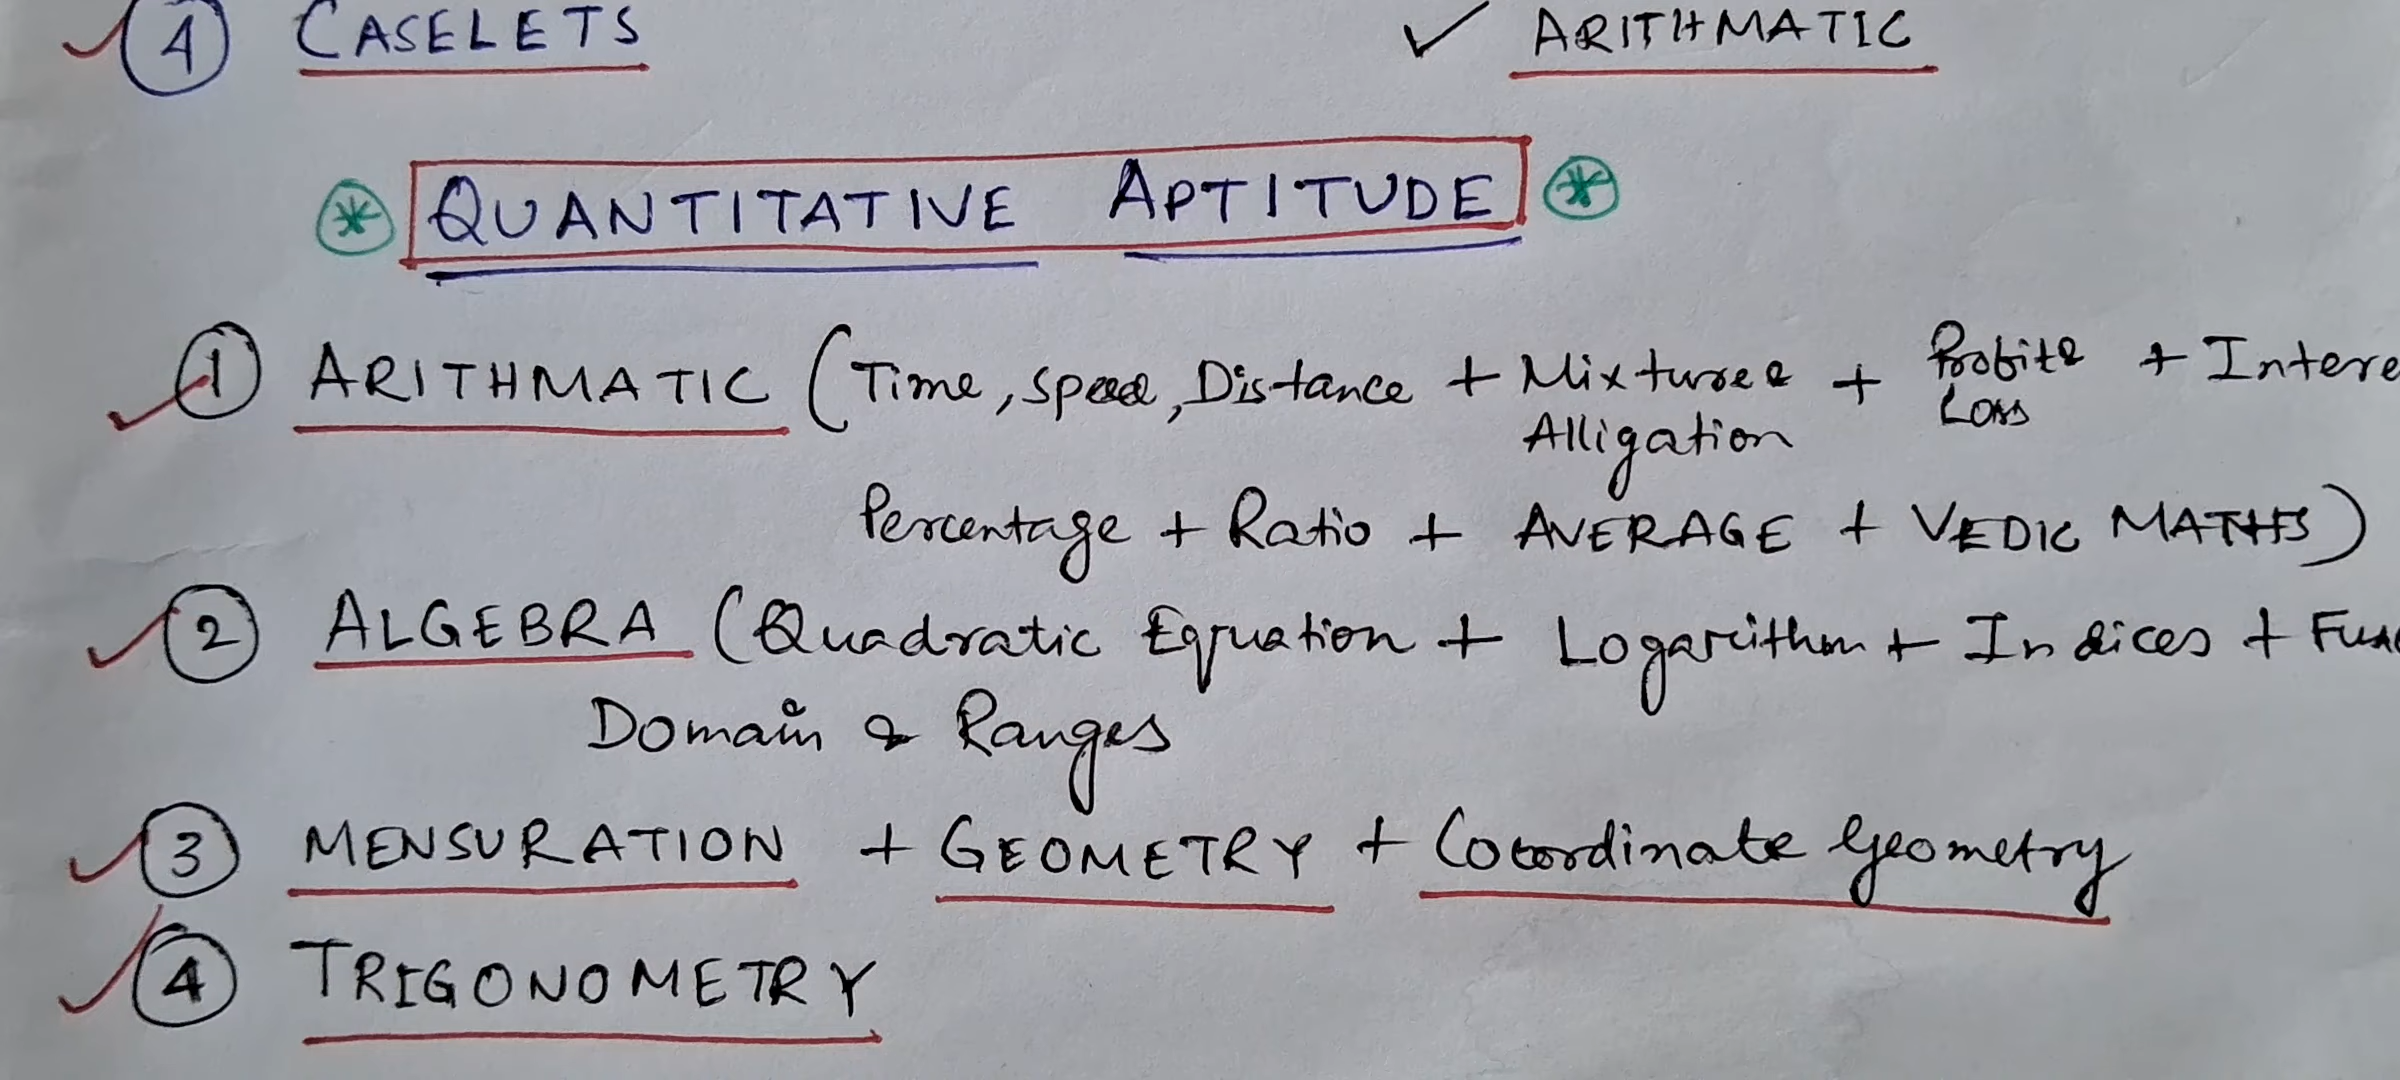 ④ CASELETS ✓ ARITHMATIC
* QUANTITATIVE APTITUDE *
① ARITHMATIC (Time, Speed, Distance + Mixture & Alligation + Profit & Loss + Intere
Percentage + Ratio + AVERAGE + VEDIC MATHS)
② ALGEBRA (Quadratic Equation + Logarithm + Indices + Fun
Domain & Ranges
③ MENSURATION + GEOMETRY + Coordinate Geometry
④ TRIGONOMETRY